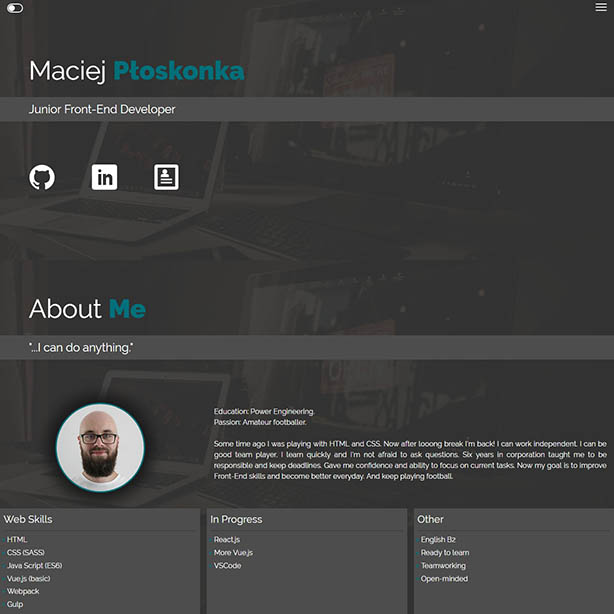 Maciej Płoskonka
Junior Front-End Developer
in
About Me
"...I can do anything."
Education: Power Engineering.
Passion: Amateur footballer.
Some time ago I was playing with HTML and CSS. Now after looong break I'm back! I can work independent. I can be
good team player. I learn quickly and I'm not afraid to ask questions. Six years in corporation taught me to be
responsible and keep deadlines. Gave me confidence and ability to focus on current tasks. Now my goal is to improve
Front-End skills and become better everyday. And keep playing football.
Web Skills
HTML
CSS (SASS)
Java Script (ES6)
Vue.js (basic)
Webpack
Gulp
In Progress
React.js
More Vue.js
VSCode
Other
English B2
Ready to learn
Teamworking
Open-minded